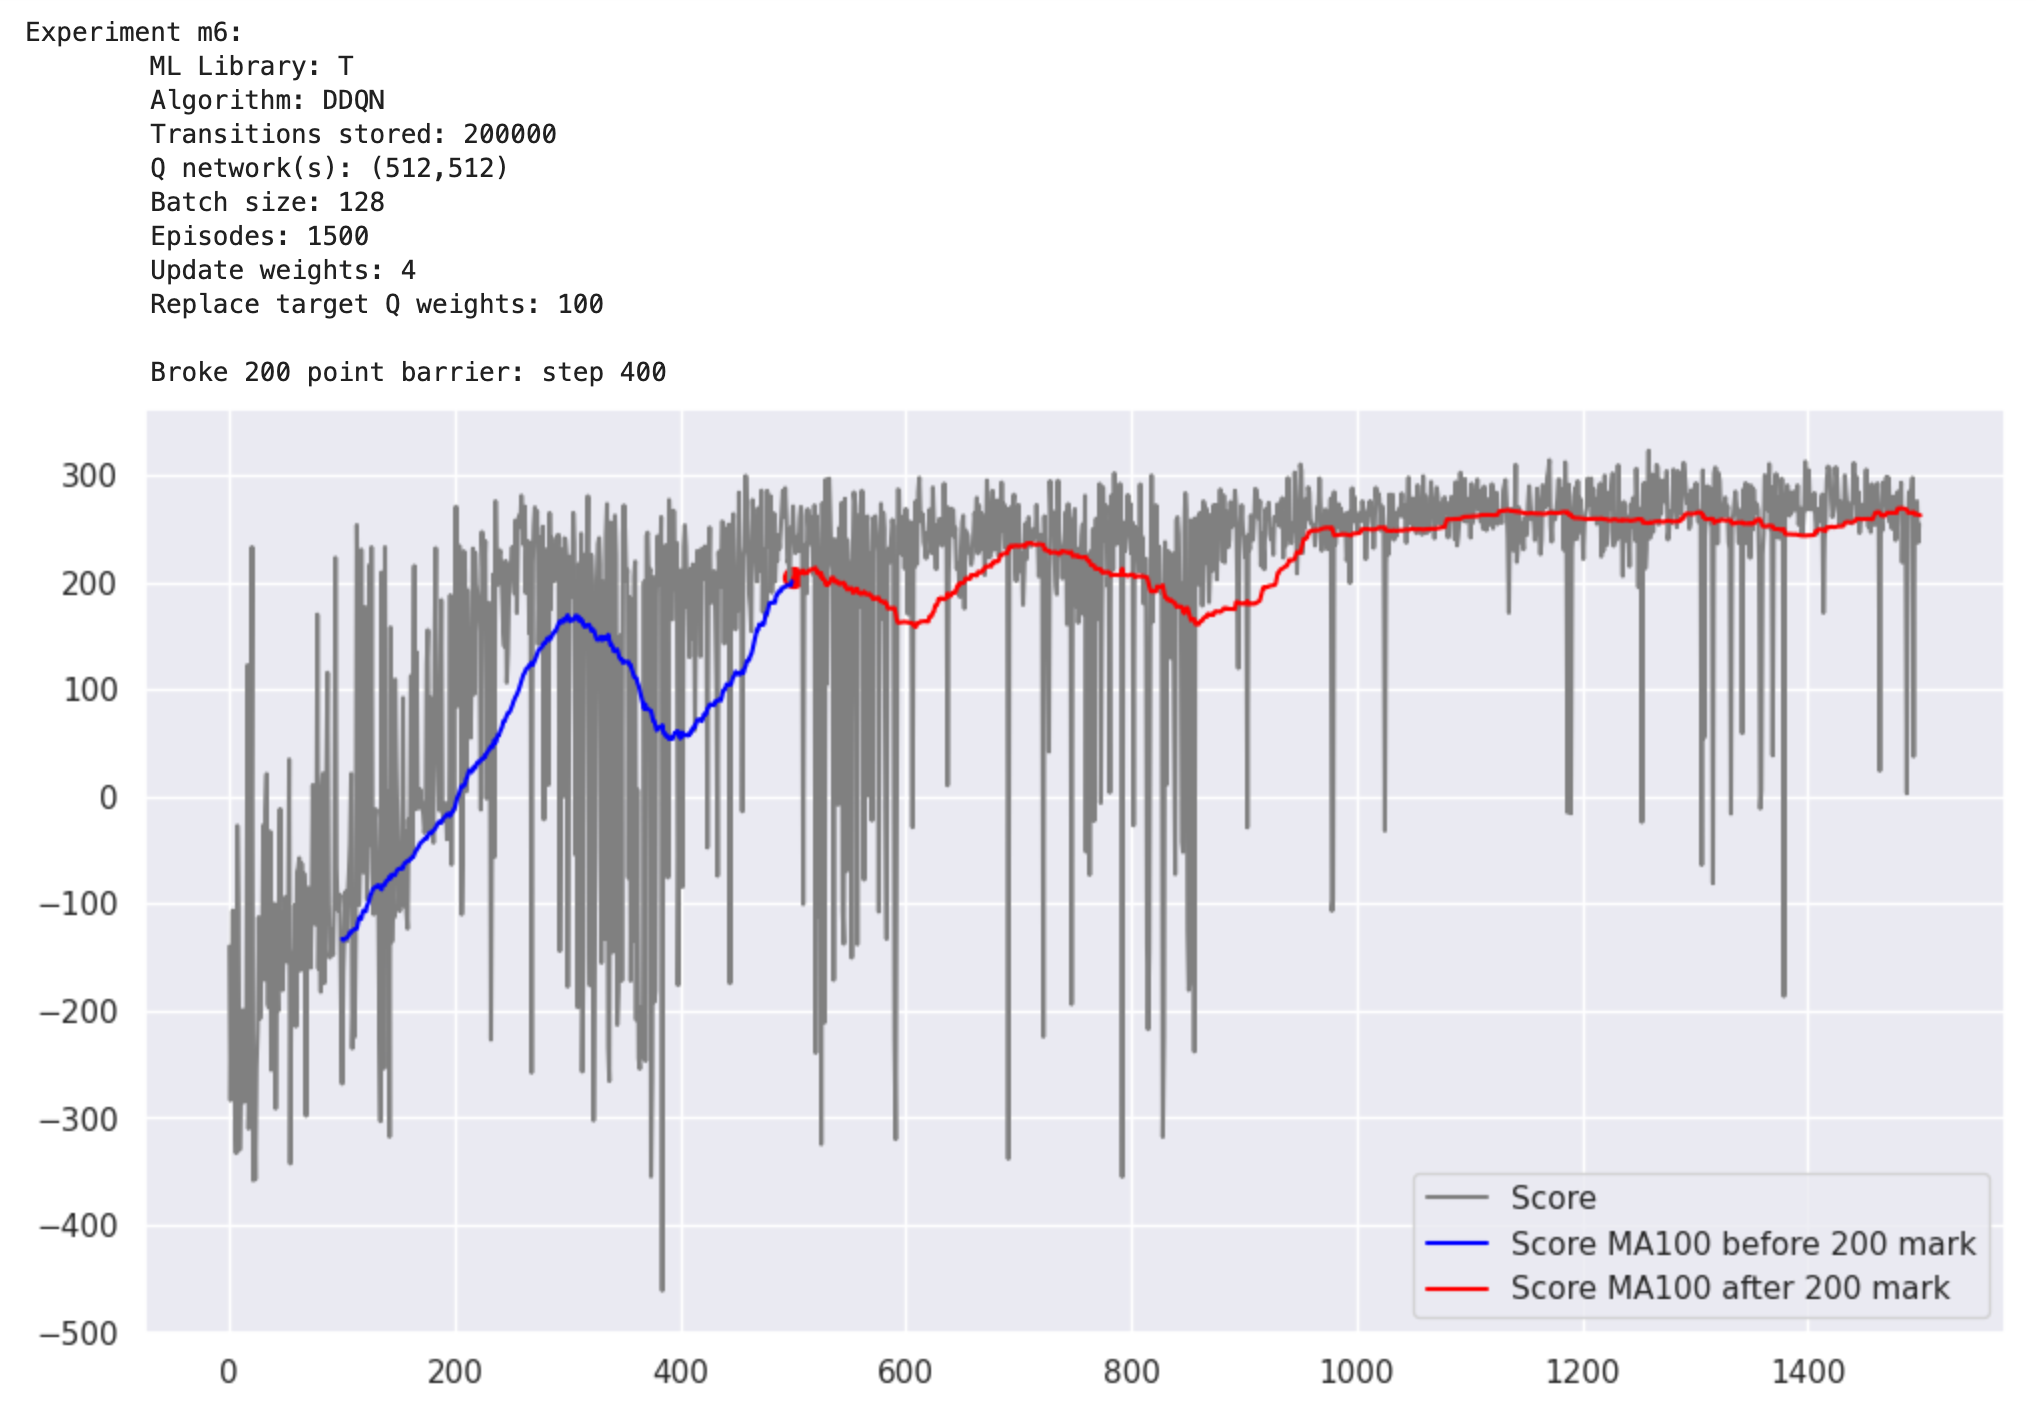 Experiment m6:
ML Library: T
Algorithm: DDQN
Transitions stored: 200000
Q network(s): (512,512)
Batch size: 128
Episodes: 1500
Update weights: 4
Replace target Q weights: 100
Broke 200 point barrier: step 400
300
200
100
0
−100
−200
−300
−400
−500
0 200 400 600 800 1000 1200 1400
Score
Score MA100 before 200 mark
Score MA100 after 200 mark